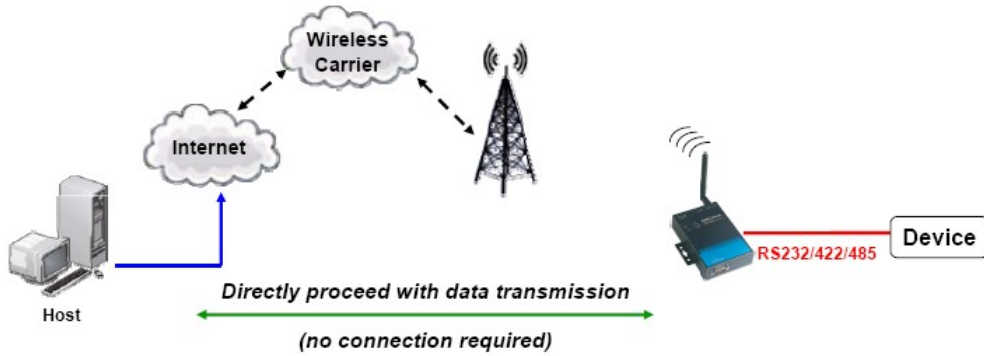 Wireless
Carrier
Internet
Host
RS232/422/485
Device
Directly proceed with data transmission
(no connection required)